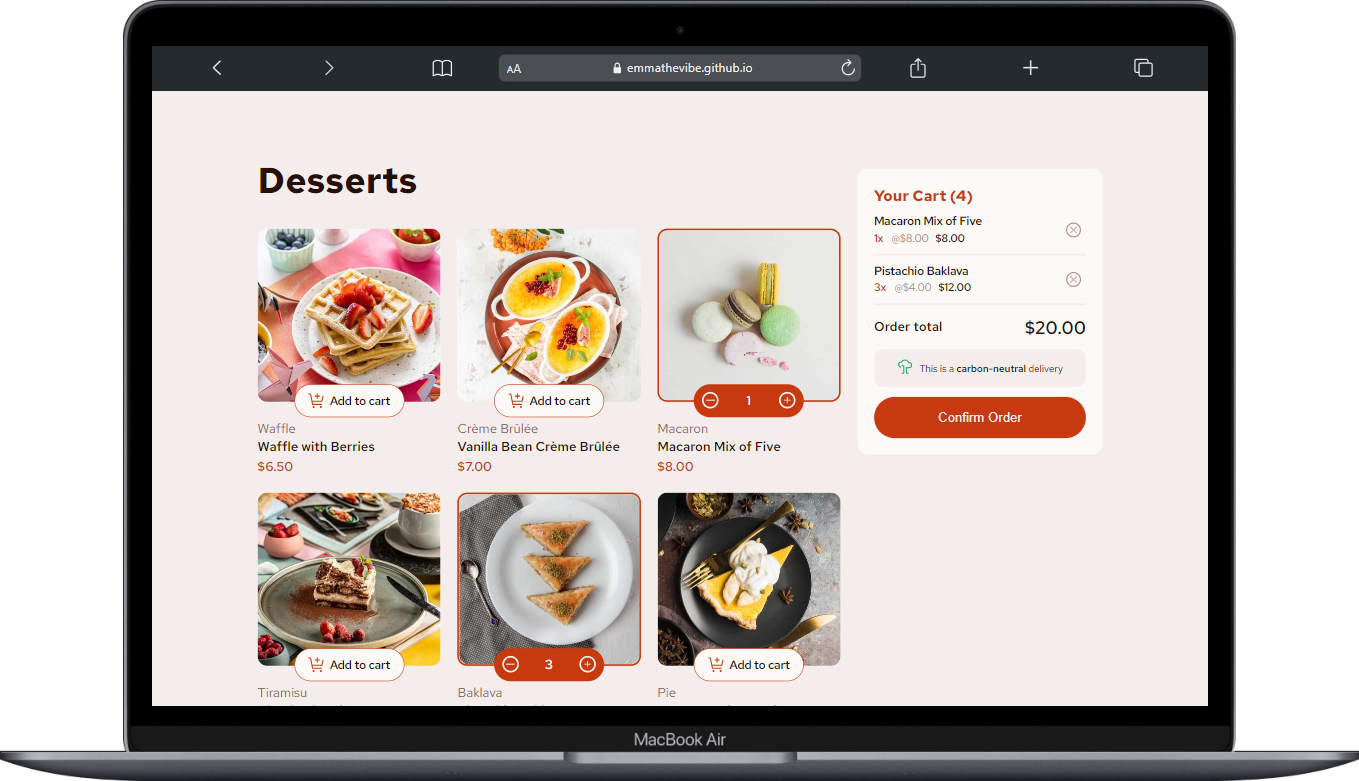 AA
emmathevibe.github.io
Desserts
Add to cart
Waffle
Waffle with Berries
$6.50
Add to cart
Crème Brûlée
Vanilla Bean Crème Brûlée
$7.00
1
Macaron
Macaron Mix of Five
$8.00
Add to cart
Tiramisu
3
Baklava
Add to cart
Pie
Your Cart (4)
Macaron Mix of Five
1x @$8.00 $8.00
Pistachio Baklava
3x @$4.00 $12.00
Order total $20.00
This is a carbon-neutral delivery
Confirm Order
MacBook Air